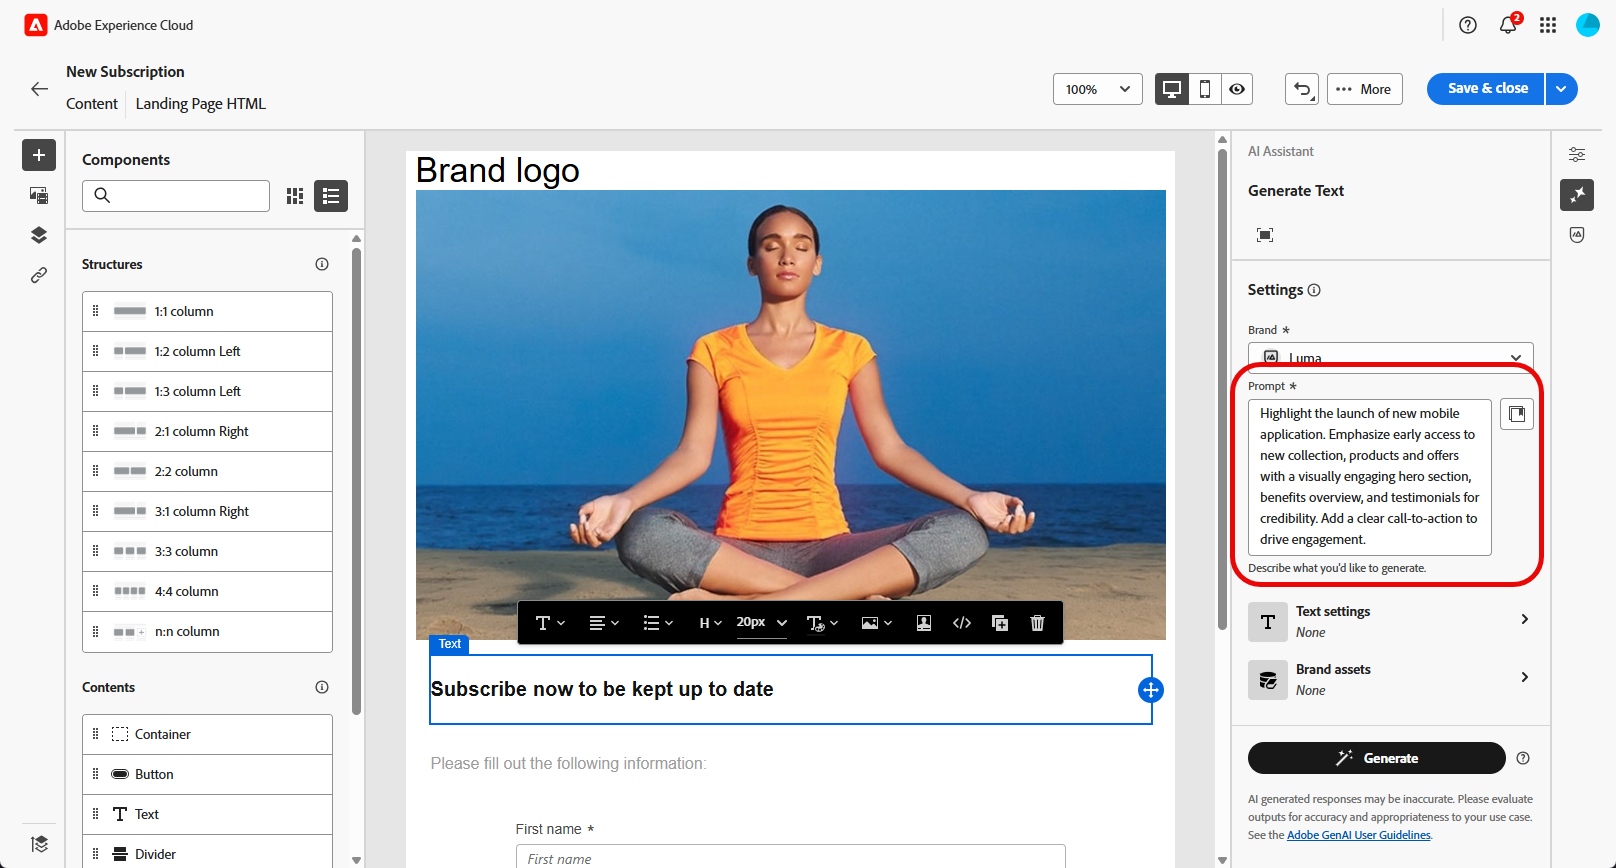 Adobe Experience Cloud
2
New Subscription
Content
Landing Page HTML
100%
More
Save & close
Components
Structures
1:1 column
1:2 column Left
1:3 column Left
2:1 column Right
2:2 column
3:1 column Right
3:3 column
4:4 column
n:n column
Contents
Container
Button
Text
Divider
Brand logo
H
20px
Text
Subscribe now to be kept up to date
Please fill out the following information:
First name *
First name
AI Assistant
Generate Text
Settings
Brand *
Luma
Prompt *
Highlight the launch of new mobile
application. Emphasize early access to
new collection, products and offers
with a visually engaging hero section,
benefits overview, and testimonials for
credibility. Add a clear call-to-action to
drive engagement.
Describe what you'd like to generate.
Text settings
None
Brand assets
None
Generate
AI generated responses may be inaccurate. Please evaluate
outputs for accuracy and appropriateness to your use case.
See the Adobe GenAI User Guidelines.